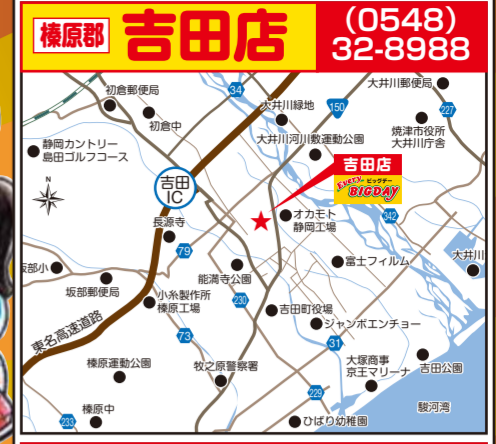 榛原郡
吉田店
(0548)
32-8988
初倉郵便局
34
大井川郵便局
初倉中
大井川緑地
150
227
静岡カントリー
島田ゴルフコース
大井川河川敷運動公園
焼津市役所
大井川庁舎
吉田
IC
吉田店
Every ビッグデー
BIGDAY
N
長源寺
オカモト
静岡工場
342
79
坂部小
能満寺公園
富士フィルム
大井川
坂部郵便局
小糸製作所
榛原工場
230
吉田町役場
ジャンボエンチョー
東名高速道路
73
31
榛原運動公園
牧之原警察署
大塚商事
京王マリーナ
吉田公園
229
駿河湾
榛原中
233
ひばり幼稚園